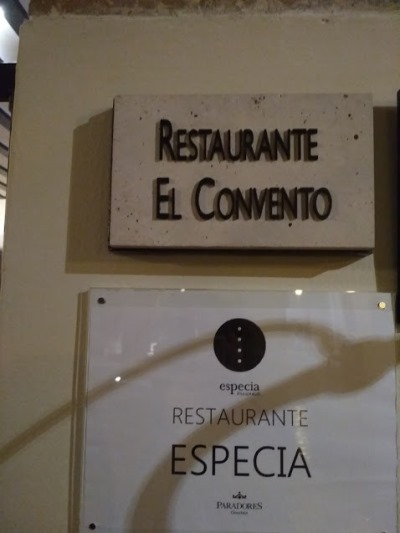 RESTAURANTE
EL CONVENTO
especia
RESTAURANTE
ESPECIA
PARADORES